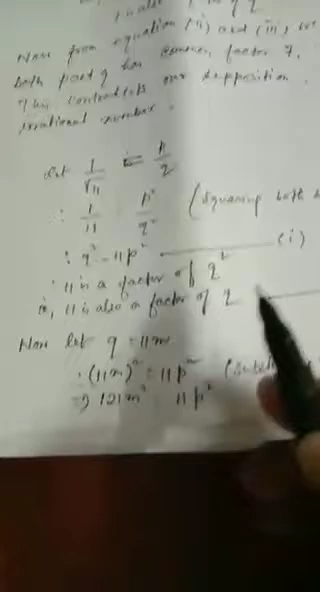 Now from equation (ii) and (iii), we
both p and q has common factor 7.
This contradicts our supposition.
irrational number.
Let 1/√11 = p/q
∴ 1/11 = p²/q² (Squaring both
∴ q² = 11p² (i)
∴ 11 is a factor of q²
ie, 11 is also a factor of q
Now let q = 11m
∴ (11m)² = 11p²
⇒ 121m² = 11p²